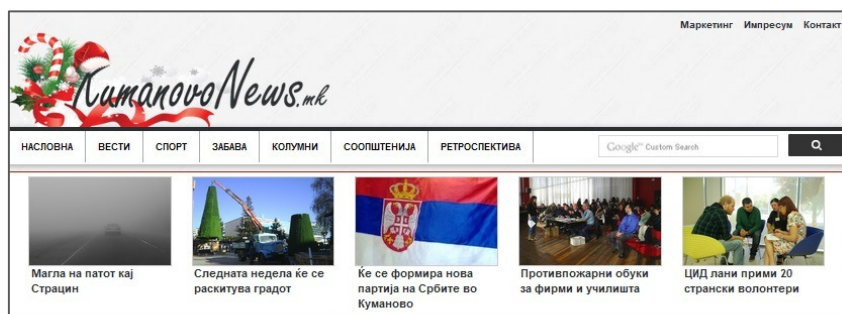 Маркетинг Импресум Контакт
KumanovoNews.mk
НАСЛОВНА ВЕСТИ СПОРТ ЗАБАВА КОЛУМНИ СООПШТЕНИЈА РЕТРОСПЕКТИВА Google™ Custom Search
Магла на патот кај
Страцин
Следната недела ќе се
раскитува градот
Ќе се формира нова
партија на Србите во
Куманово
Противпожарни обуки
за фирми и училишта
ЦИД лани прими 20
странски волонтери